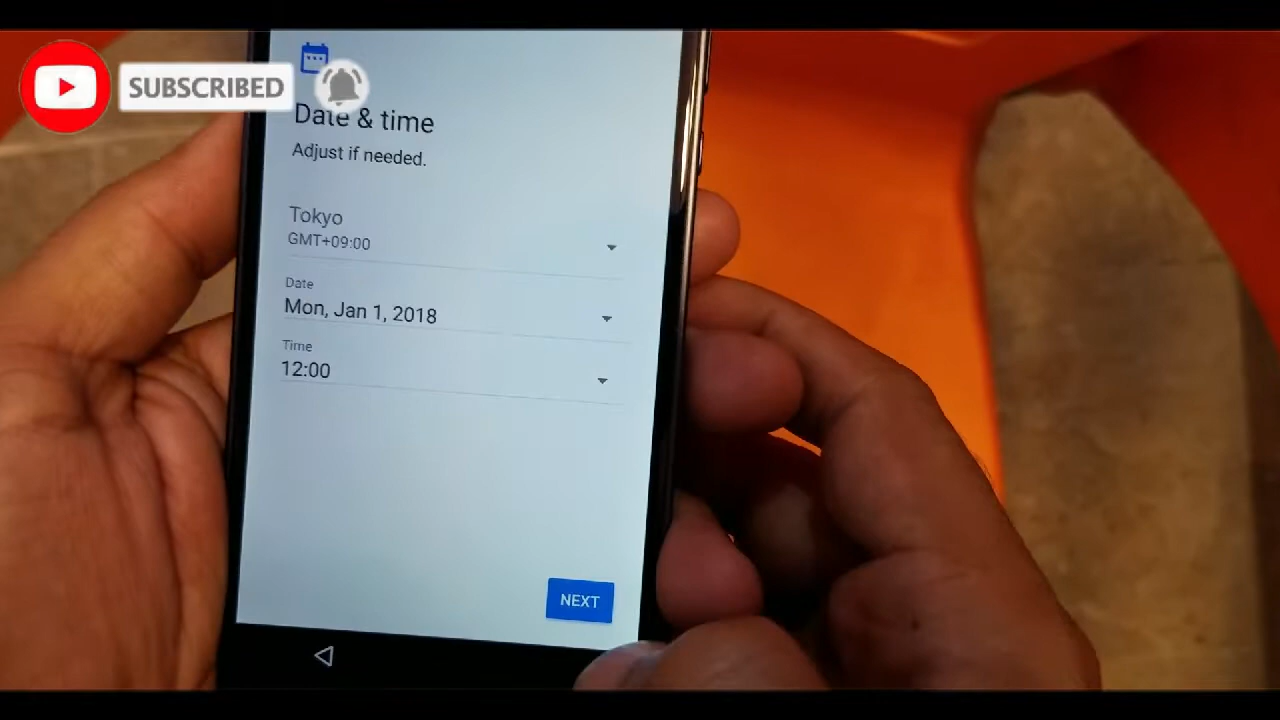 SUBSCRIBED
Date & time
Adjust if needed.
Tokyo
GMT+09:00
Date
Mon, Jan 1, 2018
Time
12:00
NEXT